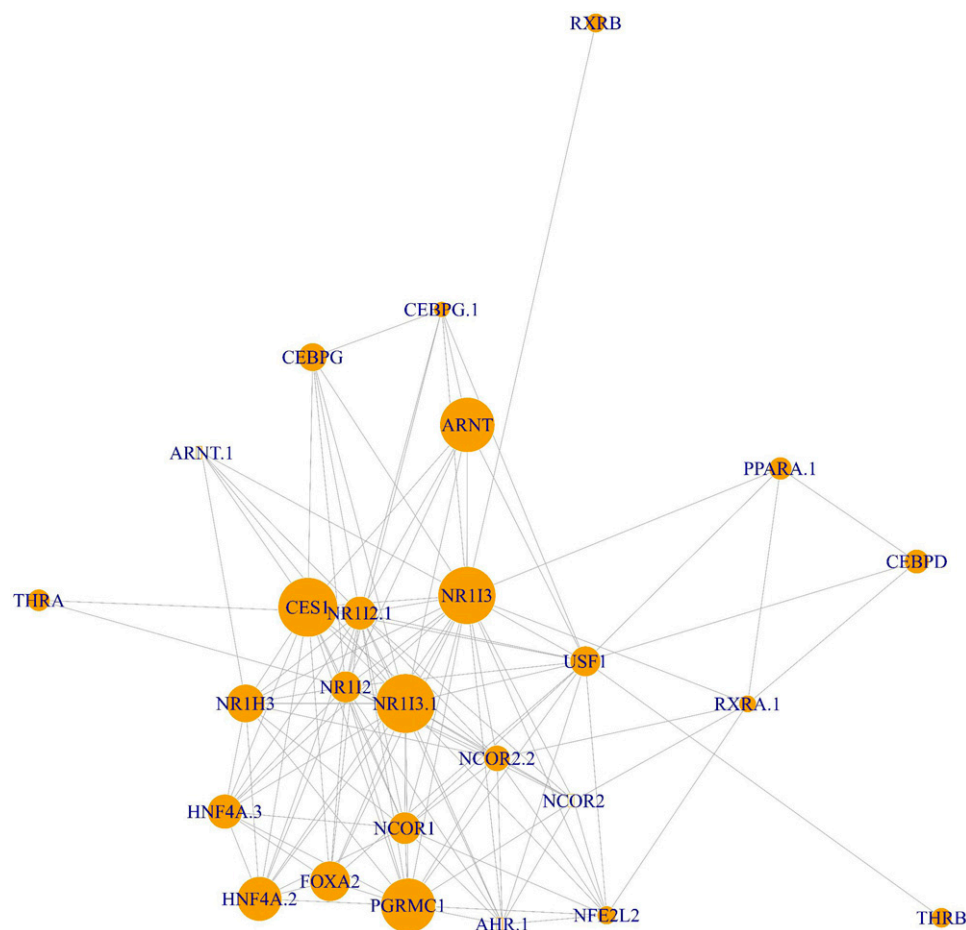 RXRB
CEBPG.1
CEBPG
ARNT
ARNT.1
PPARA.1
CEBPD
THRA
CES1
NR1I2.1
NR1I3
USF1
NR1I2
NR1H3
NR1I3.1
RXRA.1
NCOR2.2
NCOR2
HNF4A.3
NCOR1
FOXA2
HNF4A.2
PGRMC1
AHR.1
NFE2L2
THRB